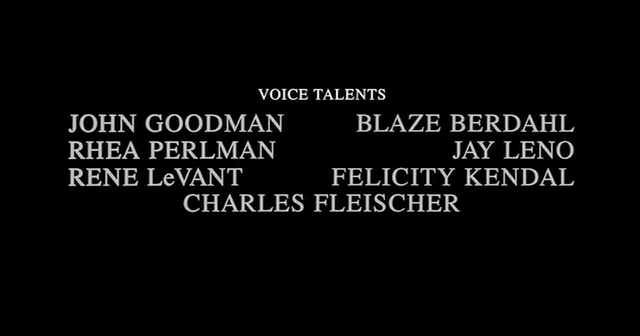 VOICE TALENTS
JOHN GOODMAN BLAZE BERDAHL
RHEA PERLMAN JAY LENO
RENE LeVANT FELICITY KENDAL
CHARLES FLEISCHER